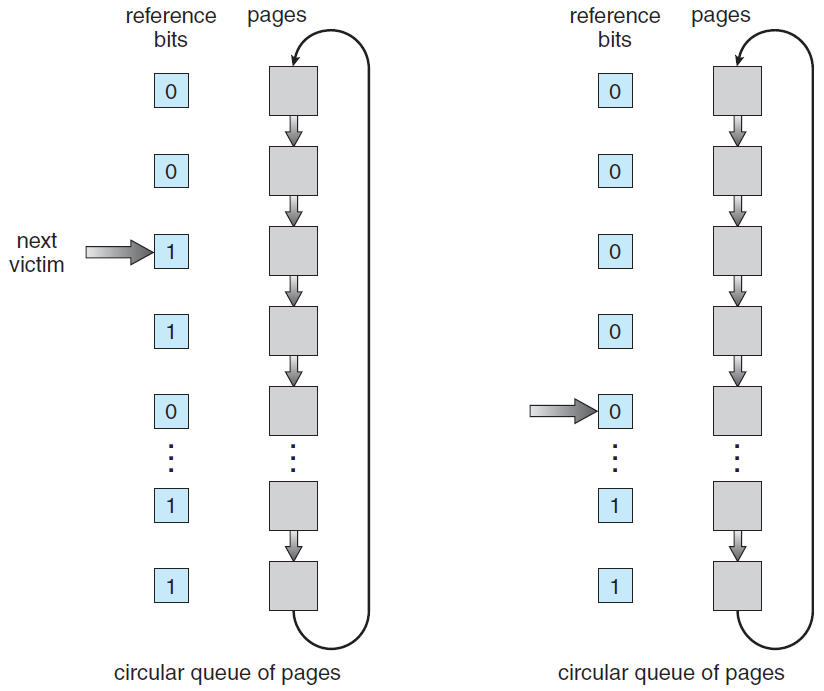 reference bits
pages
0
0
next victim
1
1
0
1
1
circular queue of pages
reference bits
pages
0
0
0
0
0
1
1
circular queue of pages